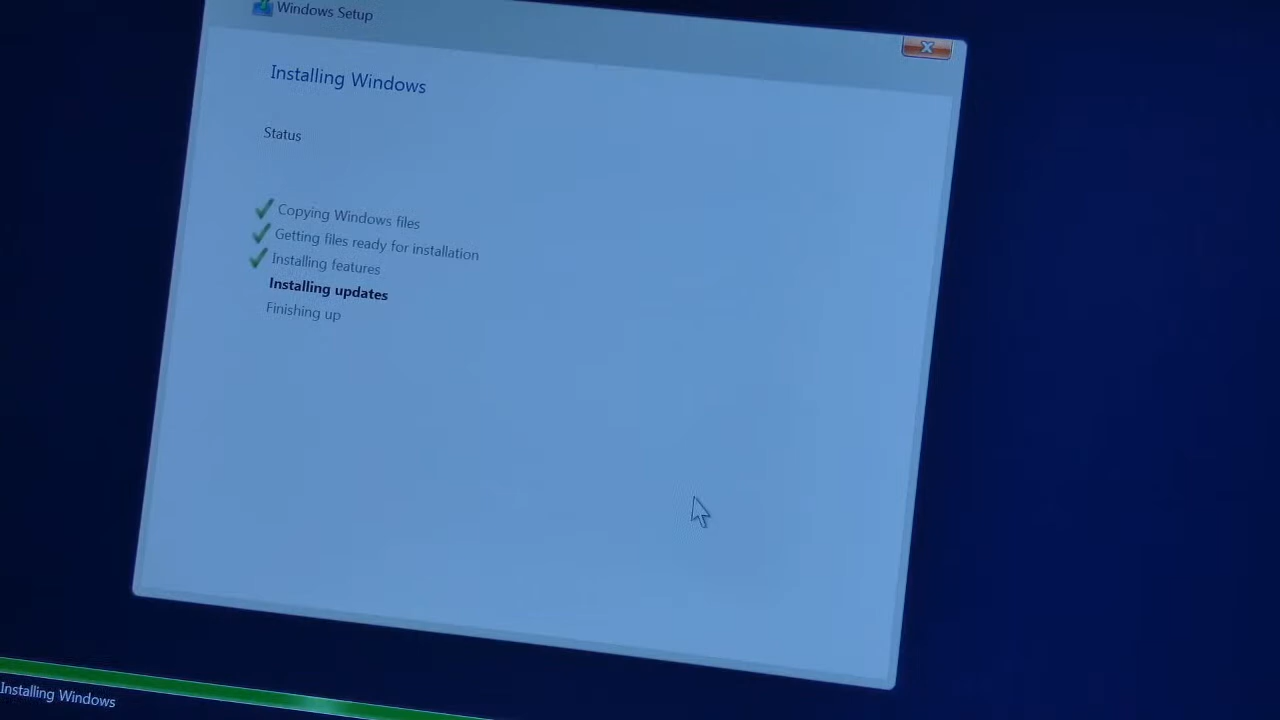 Windows Setup
Installing Windows
Status
Copying Windows files
Getting files ready for installation
Installing features
Installing updates
Finishing up
Installing Windows